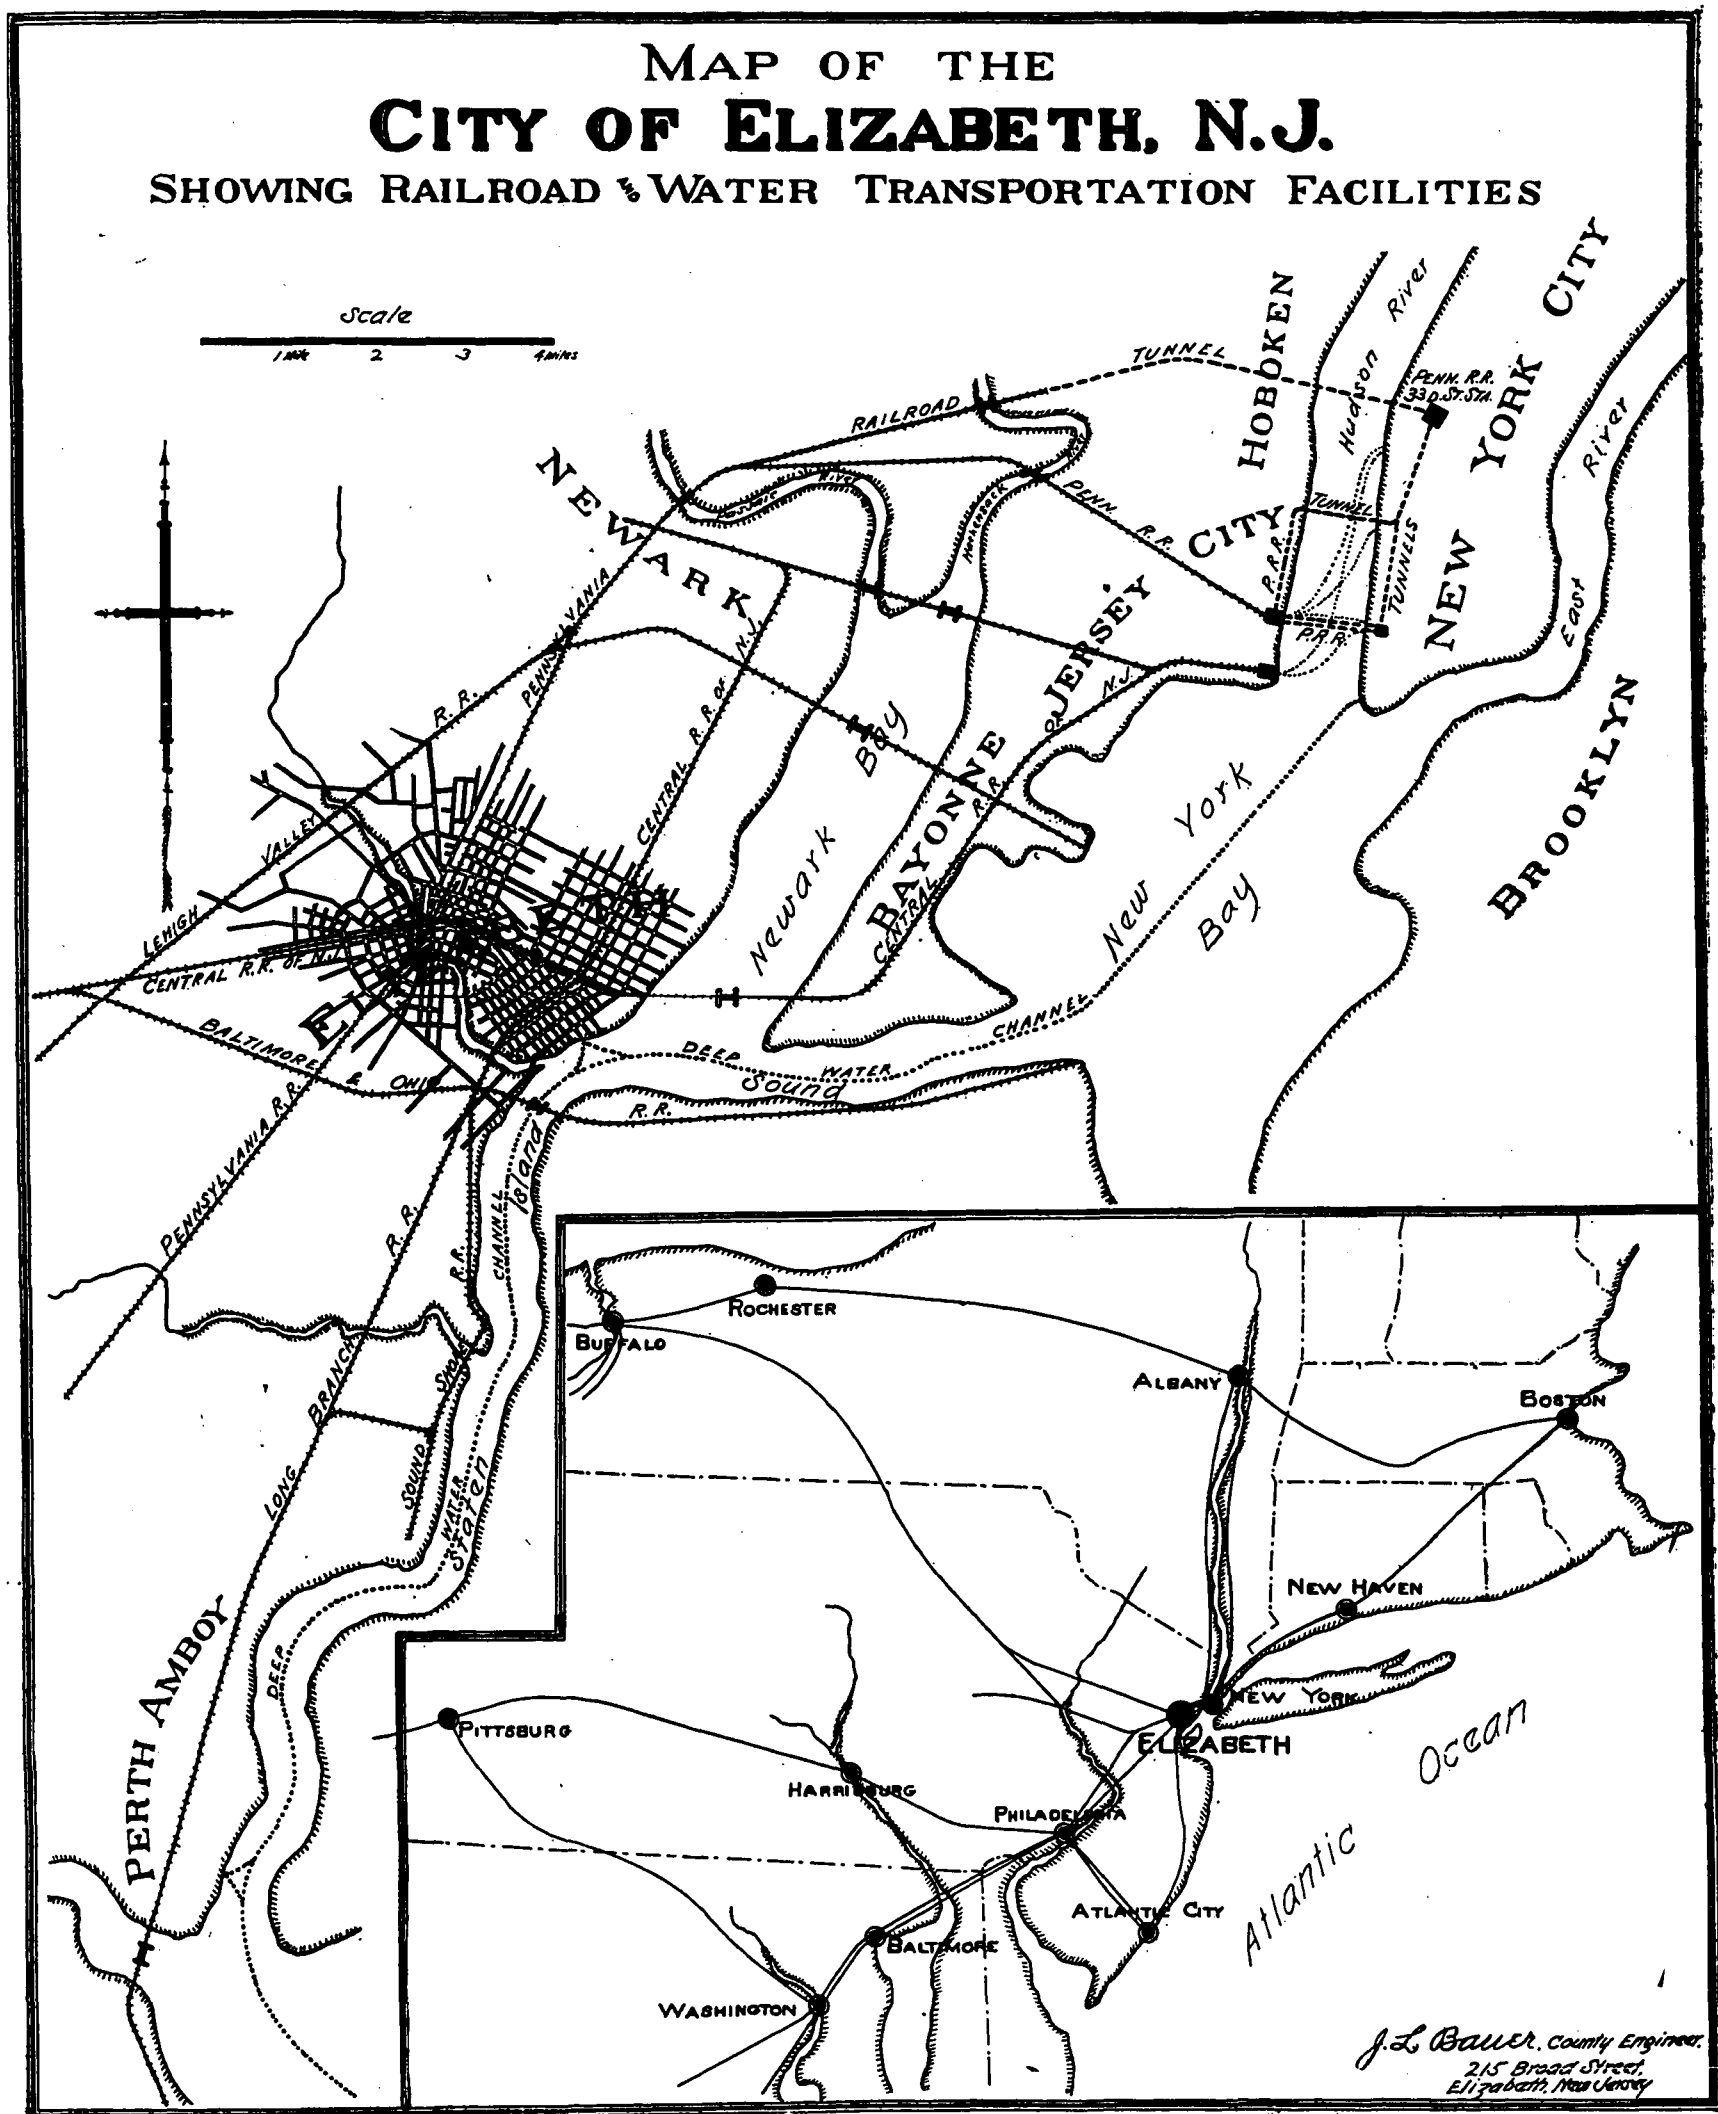 MAP OF THE
CITY OF ELIZABETH, N.J.
SHOWING RAILROAD AND WATER TRANSPORTATION FACILITIES
Scale
1 Mile 2 3 4 Miles
HOBOKEN
Hudson River
NEW YORK CITY
TUNNEL
PENN. R.R.
33D. ST. STA.
RAILROAD
East River
NEWARK
Passaic River
Hackensack
PENN. R.R.
JERSEY CITY
P.R.R.
TUNNEL
TUNNELS
P.R.R.
PENNSYLVANIA
CENTRAL R.R. OF N.J.
LEHIGH VALLEY R.R.
Newark Bay
BAYONNE
CENTRAL R.R. OF N.J.
New York Bay
BROOKLYN
CENTRAL R.R. OF N.J.
BALTIMORE & OHIO R.R.
DEEP WATER CHANNEL
Staten Island Sound
PENNSYLVANIA R.R.
LONG BRANCH R.R.
SOUND SHORE R.R.
DEEP WATER CHANNEL
PERTH AMBOY
ROCHESTER
BUFFALO
ALBANY
BOSTON
NEW HAVEN
NEW YORK
ELIZABETH
PITTSBURG
HARRISBURG
PHILADELPHIA
ATLANTIC CITY
BALTIMORE
WASHINGTON
Atlantic Ocean
J. L. Bauer, County Engineer.
215 Broad Street,
Elizabeth, New Jersey